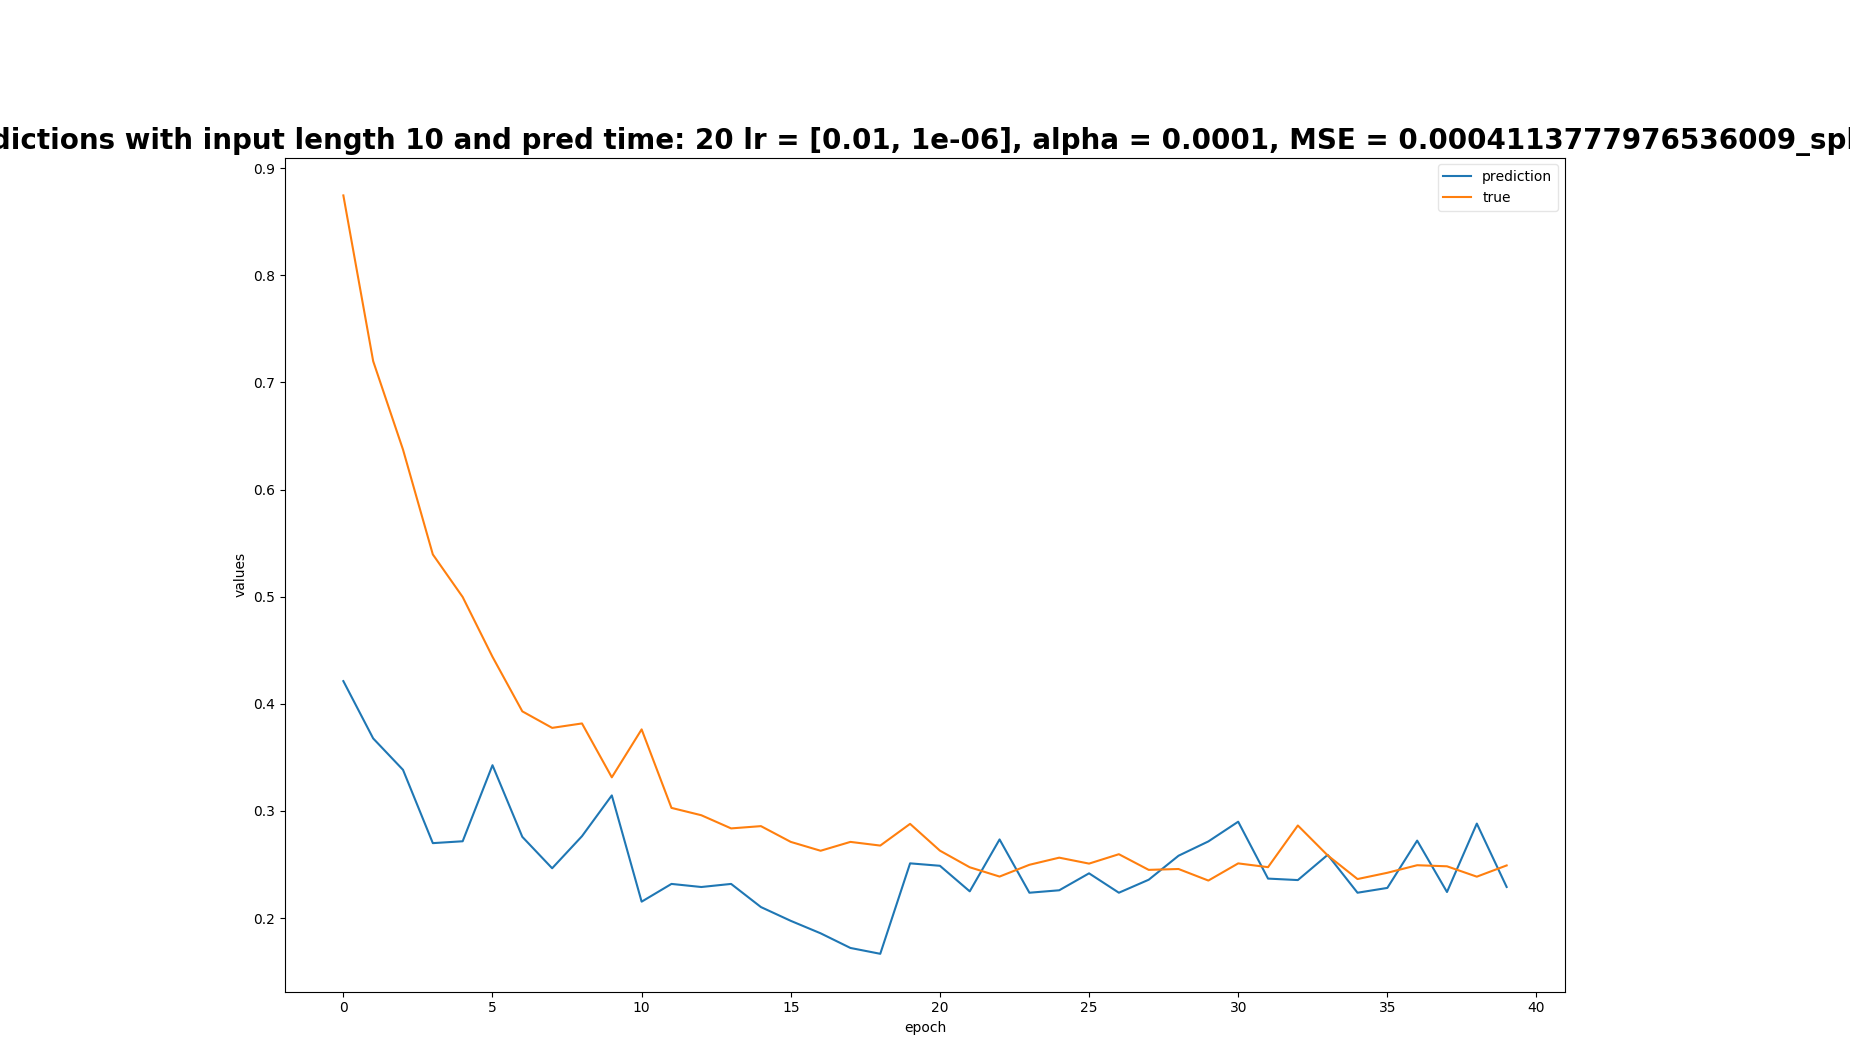 dictions with input length 10 and pred time: 20 lr = [0.01, 1e-06], alpha = 0.0001, MSE = 0.0004113777976536009_spl
prediction
true
0.9
0.8
0.7
0.6
0.5
0.4
0.3
0.2
values
0 5 10 15 20 25 30 35 40
epoch